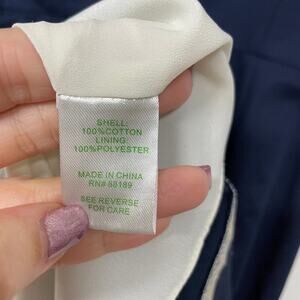 SHELL:
100%COTTON
LINING:
100%POLYESTER
MADE IN CHINA
RN# 88189
SEE REVERSE
FOR CARE